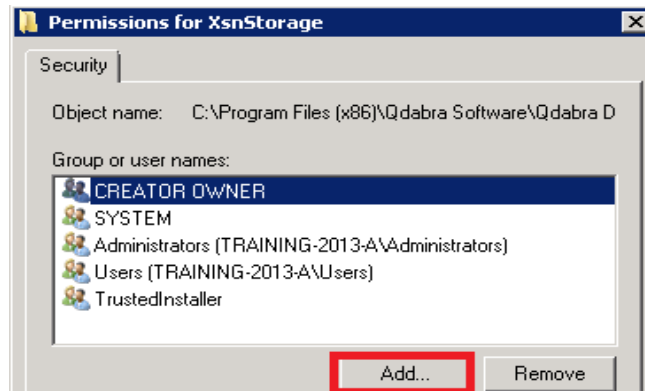 Permissions for XsnStorage
Security
Object name: C:\Program Files (x86)\Qdabra Software\Qdabra D
Group or user names:
CREATOR OWNER
SYSTEM
Administrators (TRAINING-2013-A\Administrators)
Users (TRAINING-2013-A\Users)
TrustedInstaller
Add... Remove